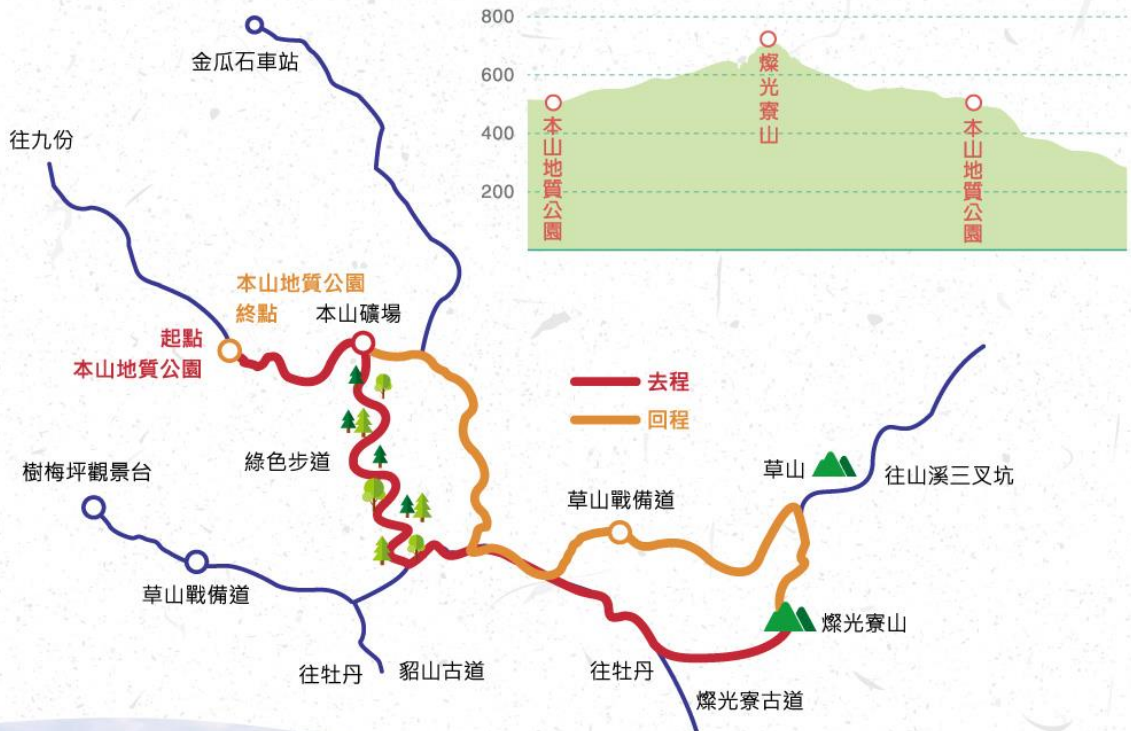 800
600
400
200
本山地質公園
燦光寮山
本山地質公園
金瓜石車站
往九份
本山地質公園
終點
本山礦場
起點
本山地質公園
去程
回程
綠色步道
樹梅坪觀景台
草山戰備道
草山
往山溪三叉坑
草山戰備道
燦光寮山
往牡丹
貂山古道
往牡丹
燦光寮古道